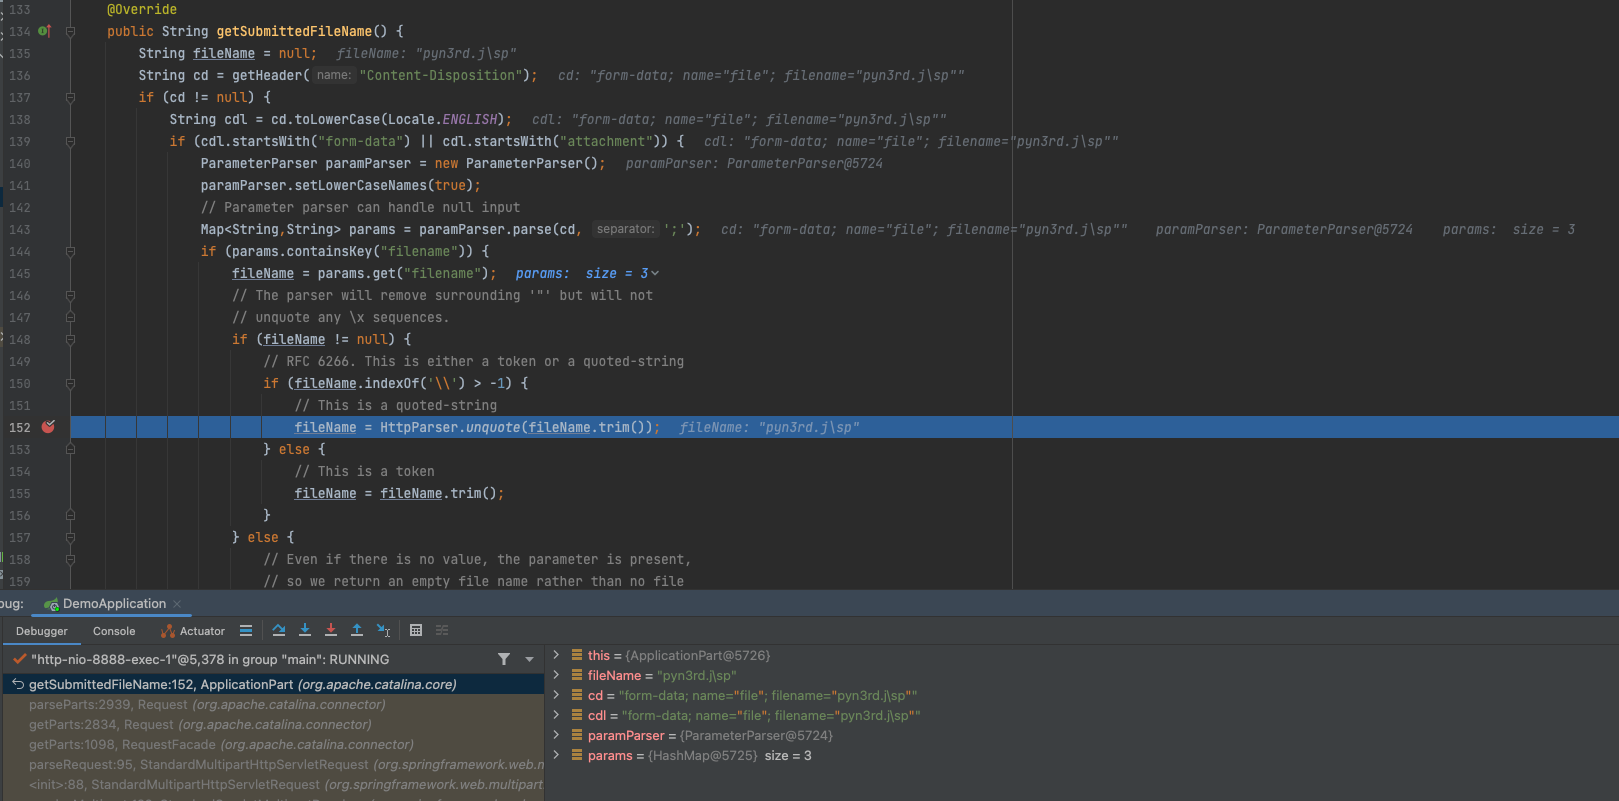 133 @Override
134 public String getSubmittedFileName() {
135 String fileName = null; fileName: "pyn3rd.j\sp"
136 String cd = getHeader( name: "Content-Disposition"); cd: "form-data; name="file"; filename="pyn3rd.j\sp""
137 if (cd != null) {
138 String cdl = cd.toLowerCase(Locale.ENGLISH); cdl: "form-data; name="file"; filename="pyn3rd.j\sp""
139 if (cdl.startsWith("form-data") || cdl.startsWith("attachment")) { cdl: "form-data; name="file"; filename="pyn3rd.j\sp""
140 ParameterParser paramParser = new ParameterParser(); paramParser: ParameterParser@5724
141 paramParser.setLowerCaseNames(true);
142 // Parameter parser can handle null input
143 Map<String,String> params = paramParser.parse(cd, separator: ';'); cd: "form-data; name="file"; filename="pyn3rd.j\sp"" paramParser: ParameterParser@5724 params: size = 3
144 if (params.containsKey("filename")) {
145 fileName = params.get("filename"); params: size = 3
146 // The parser will remove surrounding '"' but will not
147 // unquote any \x sequences.
148 if (fileName != null) {
149 // RFC 6266. This is either a token or a quoted-string
150 if (fileName.indexOf('\\') > -1) {
151 // This is a quoted-string
152 fileName = HttpParser.unquote(fileName.trim()); fileName: "pyn3rd.j\sp"
153 } else {
154 // This is a token
155 fileName = fileName.trim();
156 }
157 } else {
158 // Even if there is no value, the parameter is present,
159 // so we return an empty file name rather than no file
bug: DemoApplication
Debugger Console Actuator
"http-nio-8888-exec-1"@5,378 in group "main": RUNNING
getSubmittedFileName:152, ApplicationPart (org.apache.catalina.core)
parseParts:2939, Request (org.apache.catalina.connector)
getParts:2834, Request (org.apache.catalina.connector)
getParts:1098, RequestFacade (org.apache.catalina.connector)
parseRequest:95, StandardMultipartHttpServletRequest (org.springframework.web.m
<init>:88, StandardMultipartHttpServletRequest (org.springframework.web.multipart
this = {ApplicationPart@5726}
fileName = "pyn3rd.j\sp"
cd = "form-data; name="file"; filename="pyn3rd.j\sp""
cdl = "form-data; name="file"; filename="pyn3rd.j\sp""
paramParser = {ParameterParser@5724}
params = {HashMap@5725} size = 3